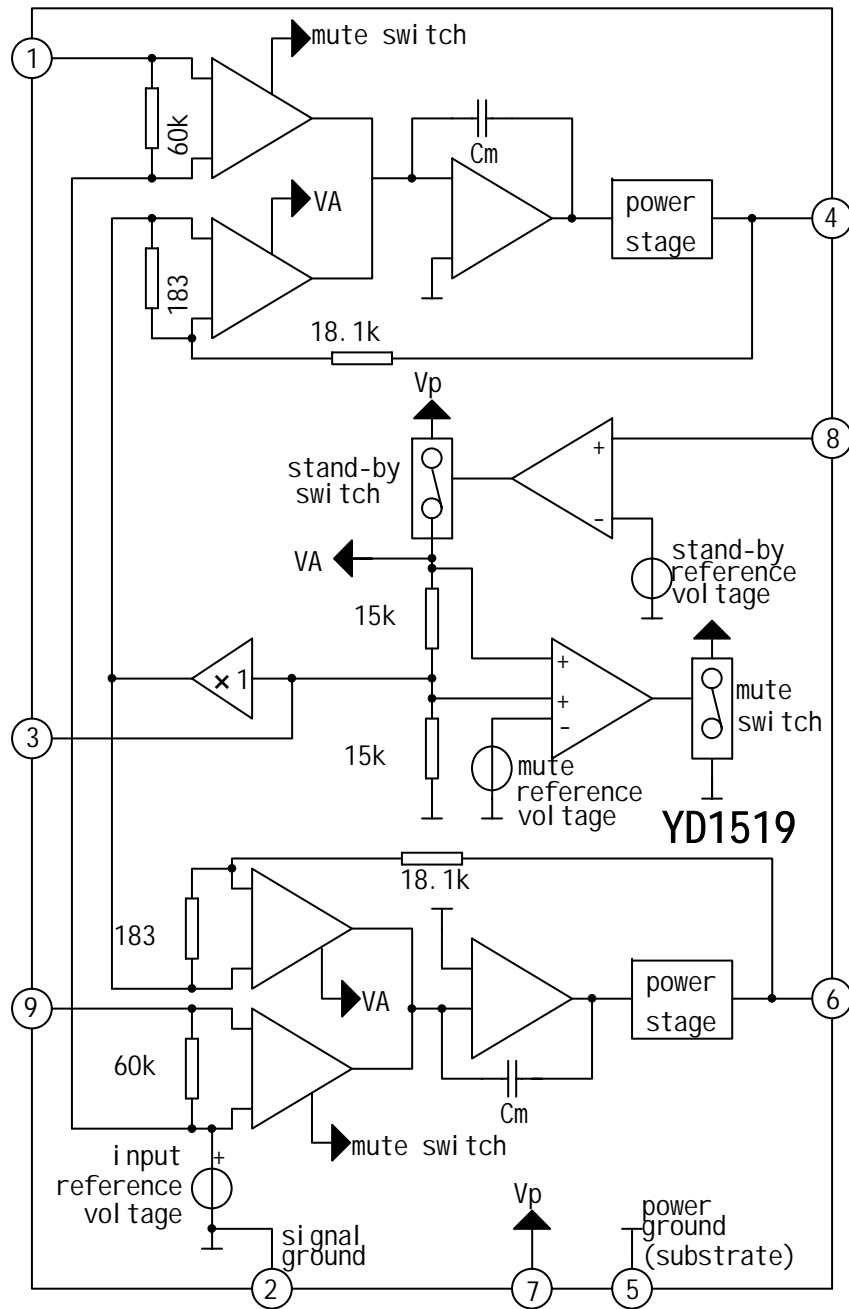 1
mute switch
60k
Cm
VA
power
stage
4
183
18.1k
Vp
8
+
-
stand-by
switch
stand-by
reference
voltage
VA
15k
×1
+
+
-
mute
switch
3
15k
mute
reference
voltage
YD1519
18.1k
183
VA
9
power
stage
6
60k
Cm
mute switch
input
reference
voltage
+
signal
ground
Vp
power
ground
(substrate)
2
7
5